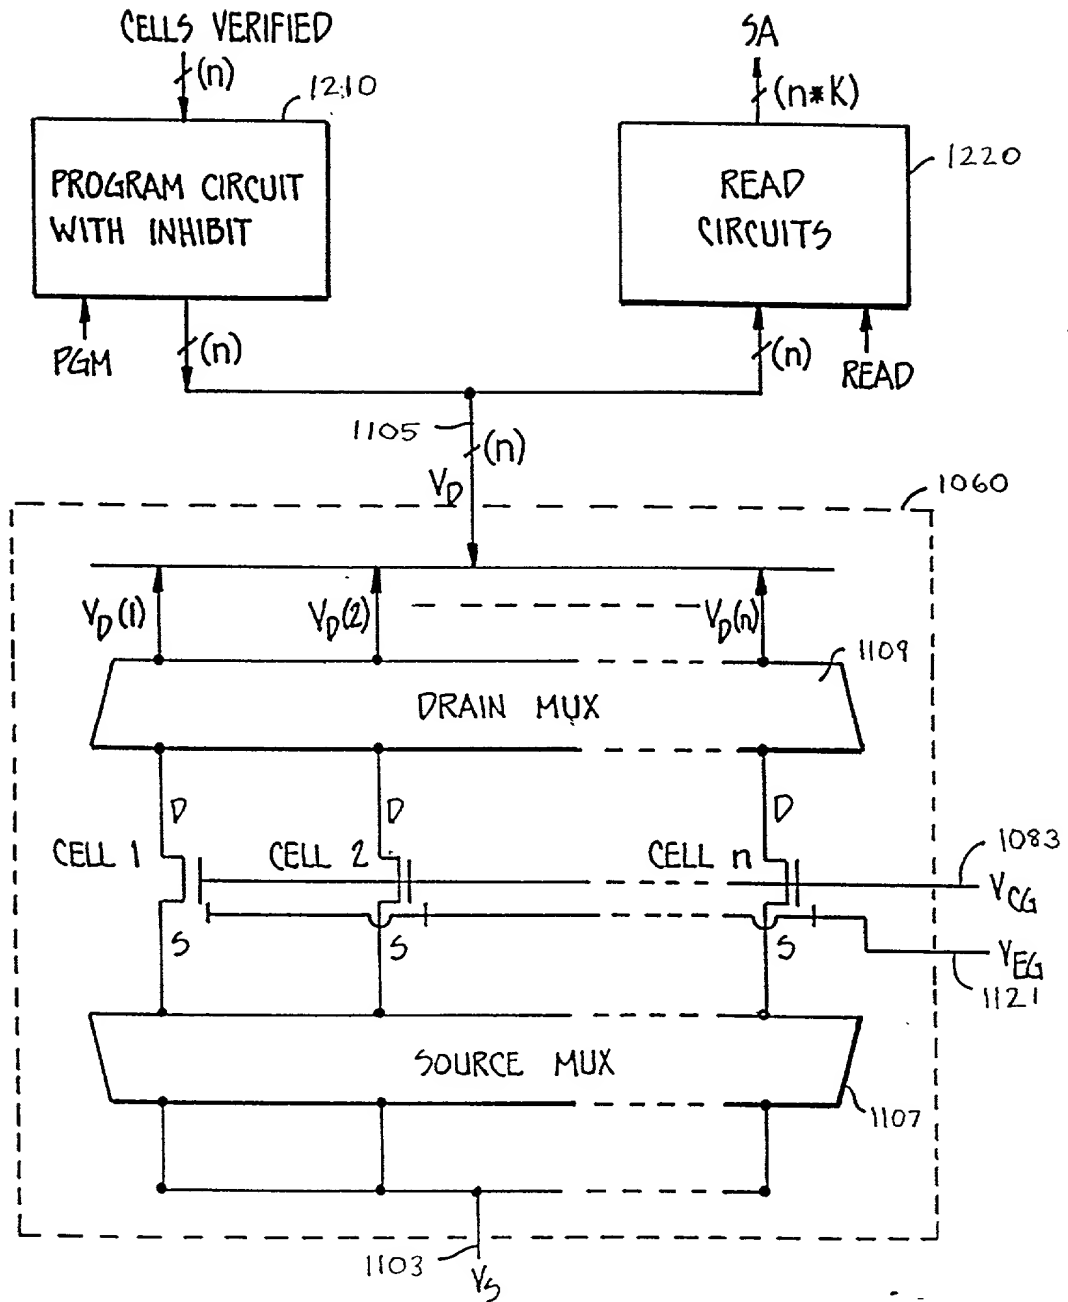 CELLS VERIFIED
SA
(n)
(n*K)
1210
1220
PROGRAM CIRCUIT
WITH INHIBIT
READ
CIRCUITS
PGM
(n)
(n)
READ
1105
(n)
VD
1060
VD(1)
VD(2)
VD(n)
1109
DRAIN MUX
D
D
D
CELL 1
CELL 2
CELL n
1083
VCG
S
S
S
VEG
1121
SOURCE MUX
1107
1103
VS